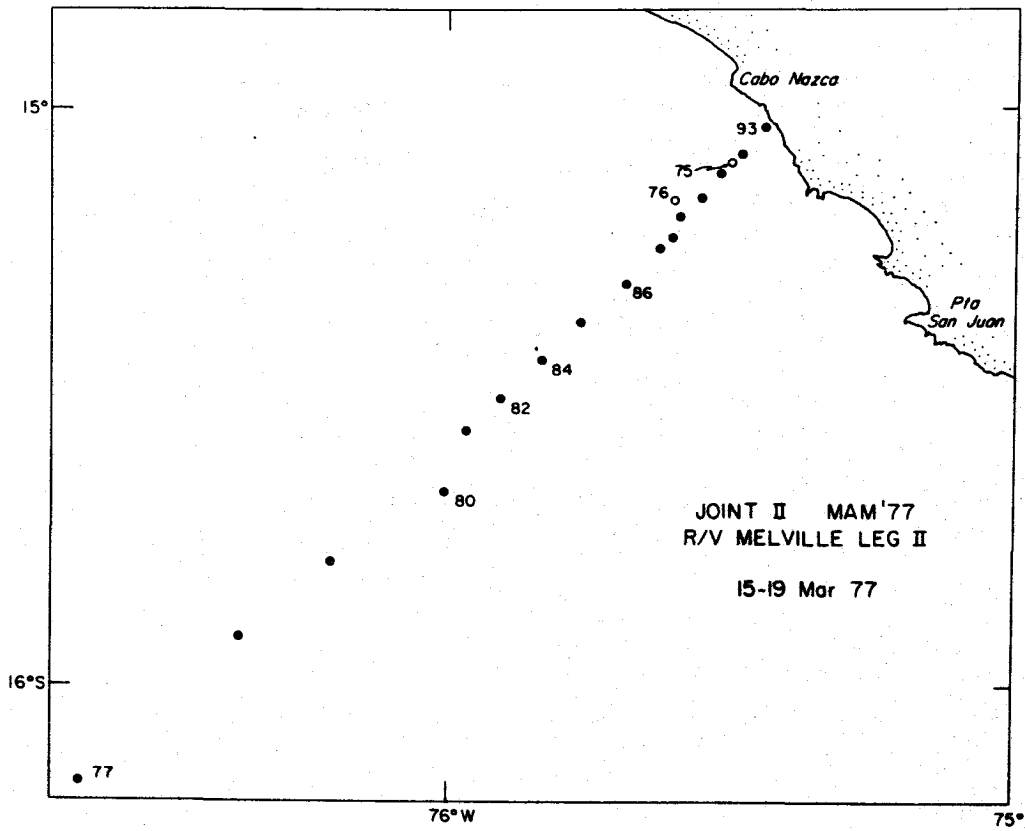 Cabo Nazca
15°
93
75
76
86
Pta
San Juan
84
82
80
JOINT II MAM'77
R/V MELVILLE LEG II
15-19 Mar 77
16°S
77
76°W
75°